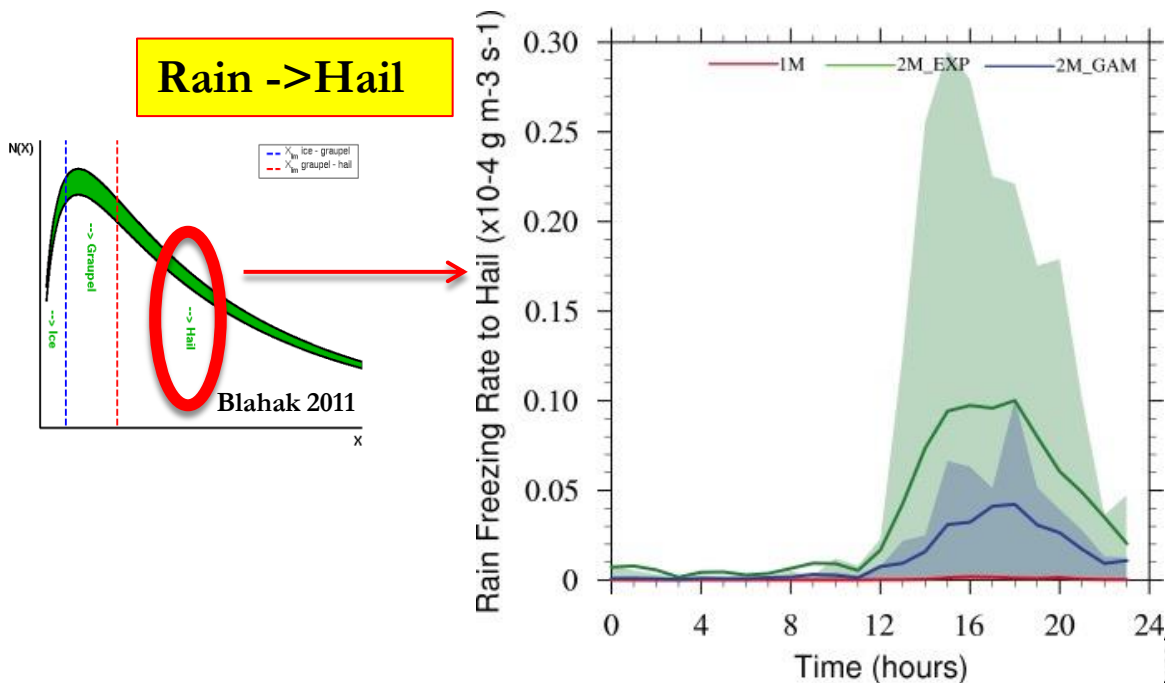 Rain ->Hail
N(X)
X_lm ice - graupel
X_lm graupel - hail
--> Ice
--> Graupel
--> Hail
Blahak 2011
X
Rain Freezing Rate to Hail (x10-4 g m-3 s-1)
1M 2M_EXP 2M_GAM
0.30
0.25
0.20
0.15
0.10
0.05
0
0 4 8 12 16 20 24
Time (hours)